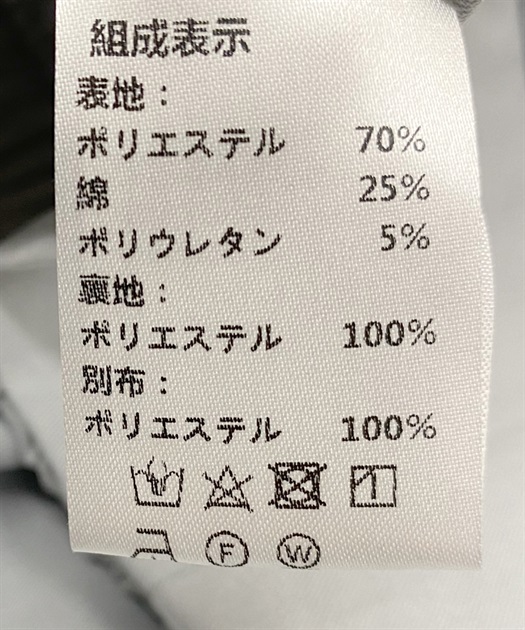 組成表示
表地：
ポリエステル 70%
綿 25%
ポリウレタン 5%
裏地：
ポリエステル 100%
別布：
ポリエステル 100%
F W